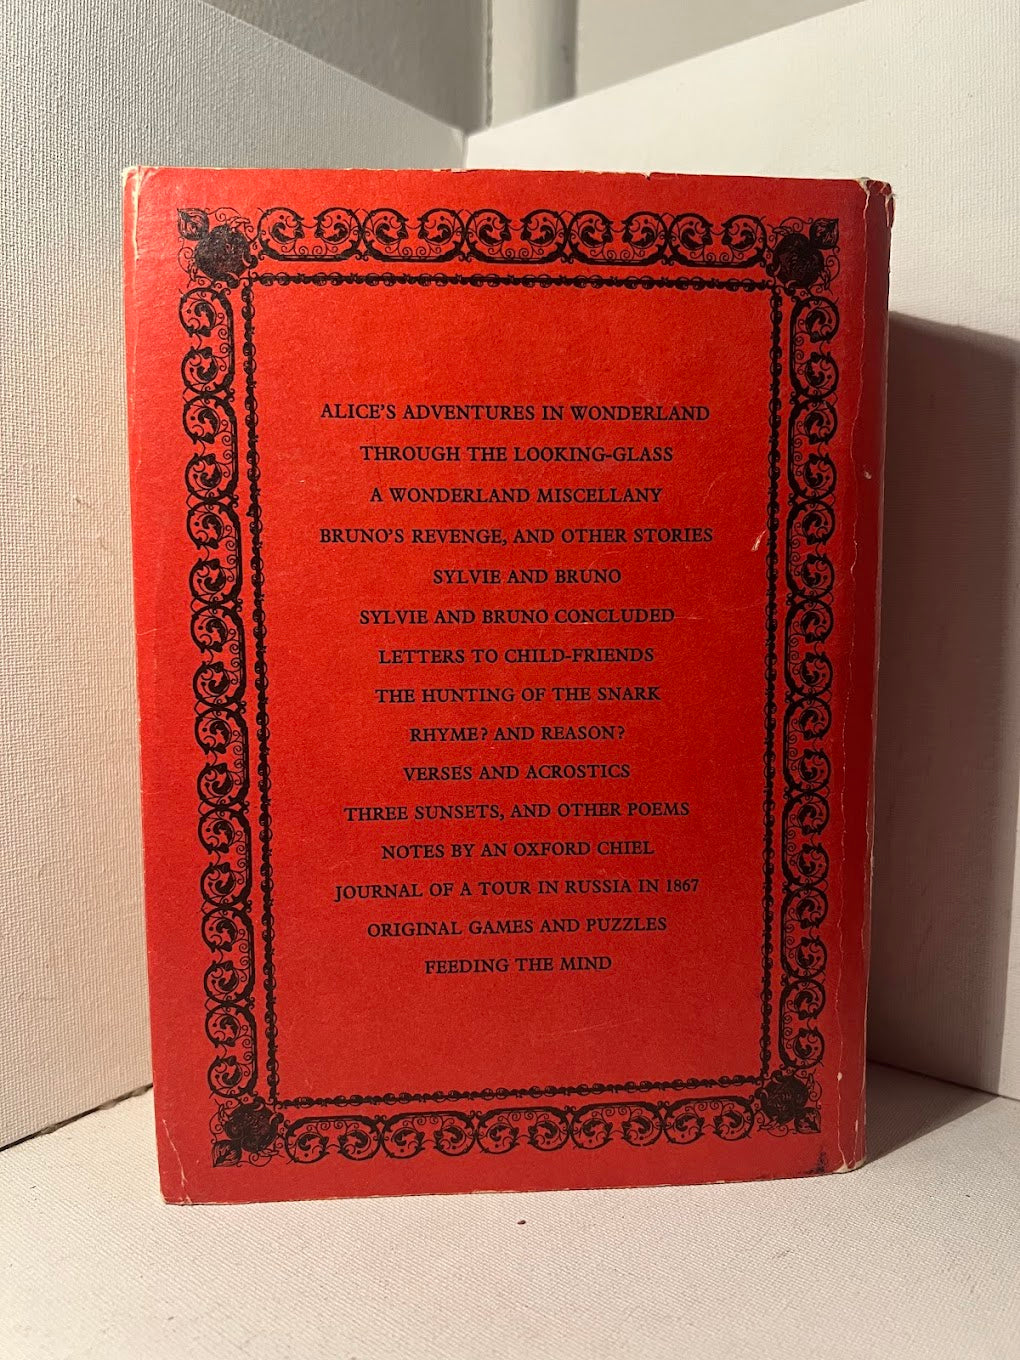 ALICE'S ADVENTURES IN WONDERLAND
THROUGH THE LOOKING-GLASS
A WONDERLAND MISCELLANY
BRUNO'S REVENGE, AND OTHER STORIES
SYLVIE AND BRUNO
SYLVIE AND BRUNO CONCLUDED
LETTERS TO CHILD-FRIENDS
THE HUNTING OF THE SNARK
RHYME? AND REASON?
VERSES AND ACROSTICS
THREE SUNSETS, AND OTHER POEMS
NOTES BY AN OXFORD CHIEL
JOURNAL OF A TOUR IN RUSSIA IN 1867
ORIGINAL GAMES AND PUZZLES
FEEDING THE MIND